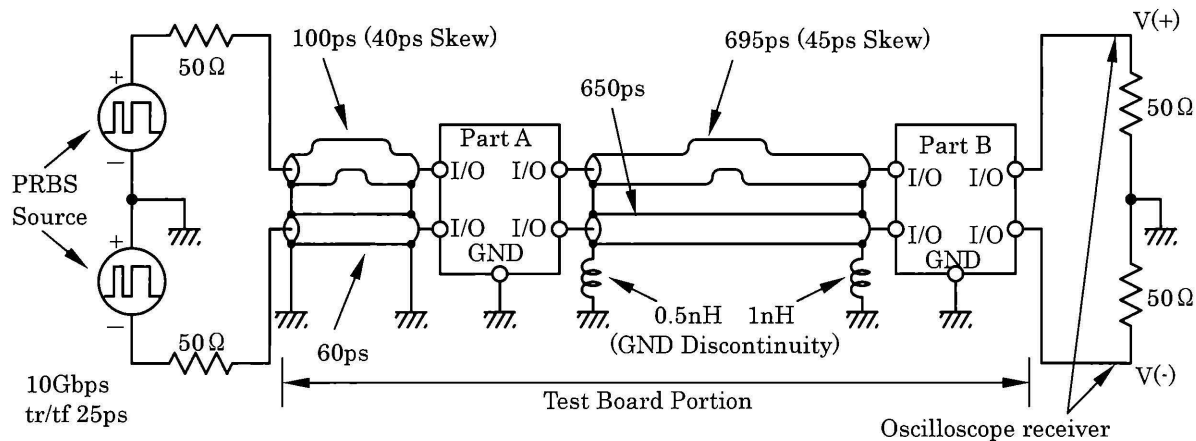 100ps (40ps Skew)
695ps (45ps Skew)
V(+)
50Ω
650ps
+
Part A
Part B
50Ω
I/O
I/O
I/O
I/O
−
PRBS
Source
+
I/O
I/O
I/O
I/O
GND
GND
−
0.5nH
1nH
(GND Discontinuity)
50Ω
50Ω
60ps
V(-)
10Gbps
tr/tf 25ps
Test Board Portion
Oscilloscope receiver